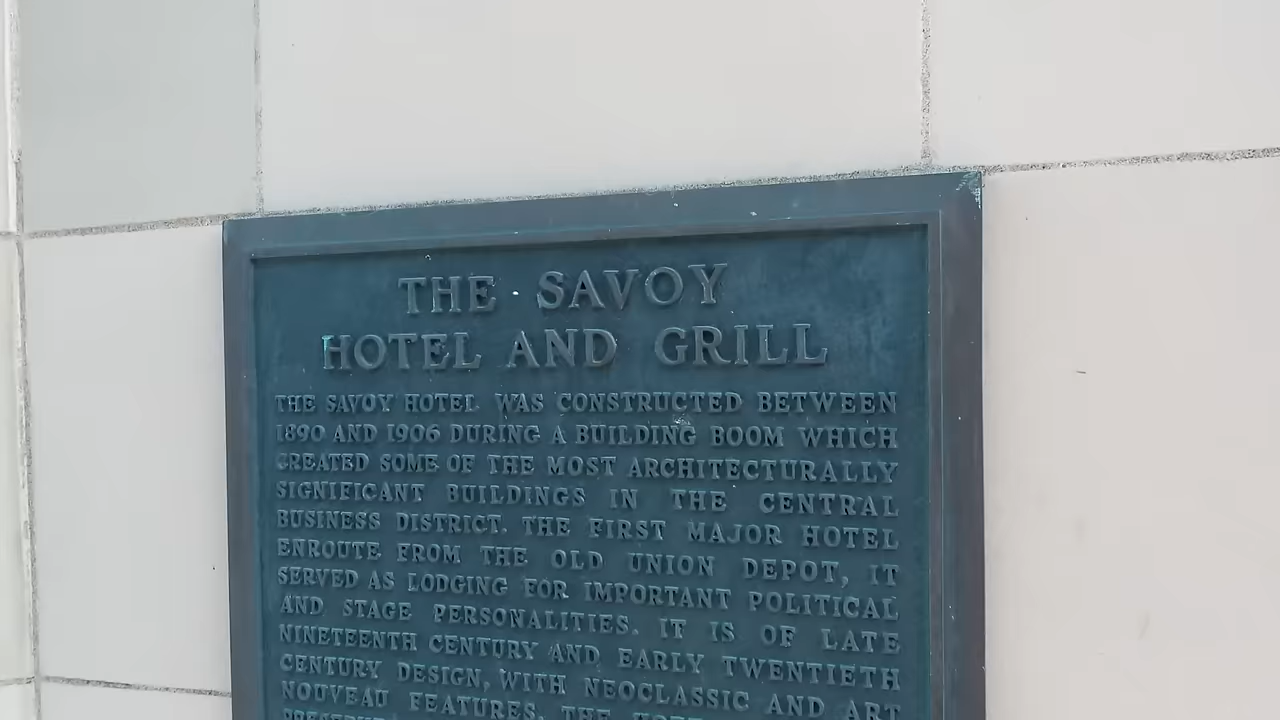 THE SAVOY
HOTEL AND GRILL
THE SAVOY HOTEL WAS CONSTRUCTED BETWEEN
1890 AND 1906 DURING A BUILDING BOOM WHICH
CREATED SOME OF THE MOST ARCHITECTURALLY
SIGNIFICANT BUILDINGS IN THE CENTRAL
BUSINESS DISTRICT. THE FIRST MAJOR HOTEL
ENROUTE FROM THE OLD UNION DEPOT, IT
SERVED AS LODGING FOR IMPORTANT POLITICAL
AND STAGE PERSONALITIES. IT IS OF LATE
NINETEENTH CENTURY AND EARLY TWENTIETH
CENTURY DESIGN, WITH NEOCLASSIC AND ART
NOUVEAU FEATURES. THE